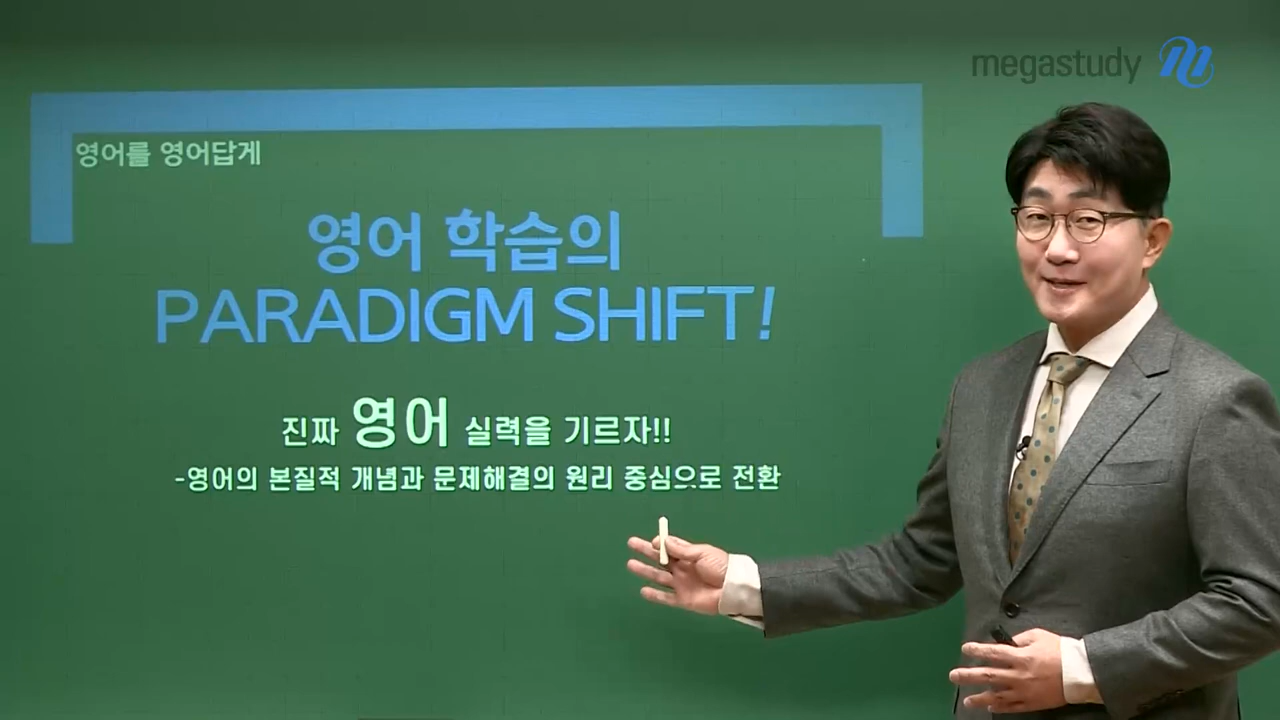 megastudy
영어를 영어답게
영어 학습의
PARADIGM SHIFT!
진짜 영어 실력을 기르자!!
-영어의 본질적 개념과 문제해결의 원리 중심으로 전환